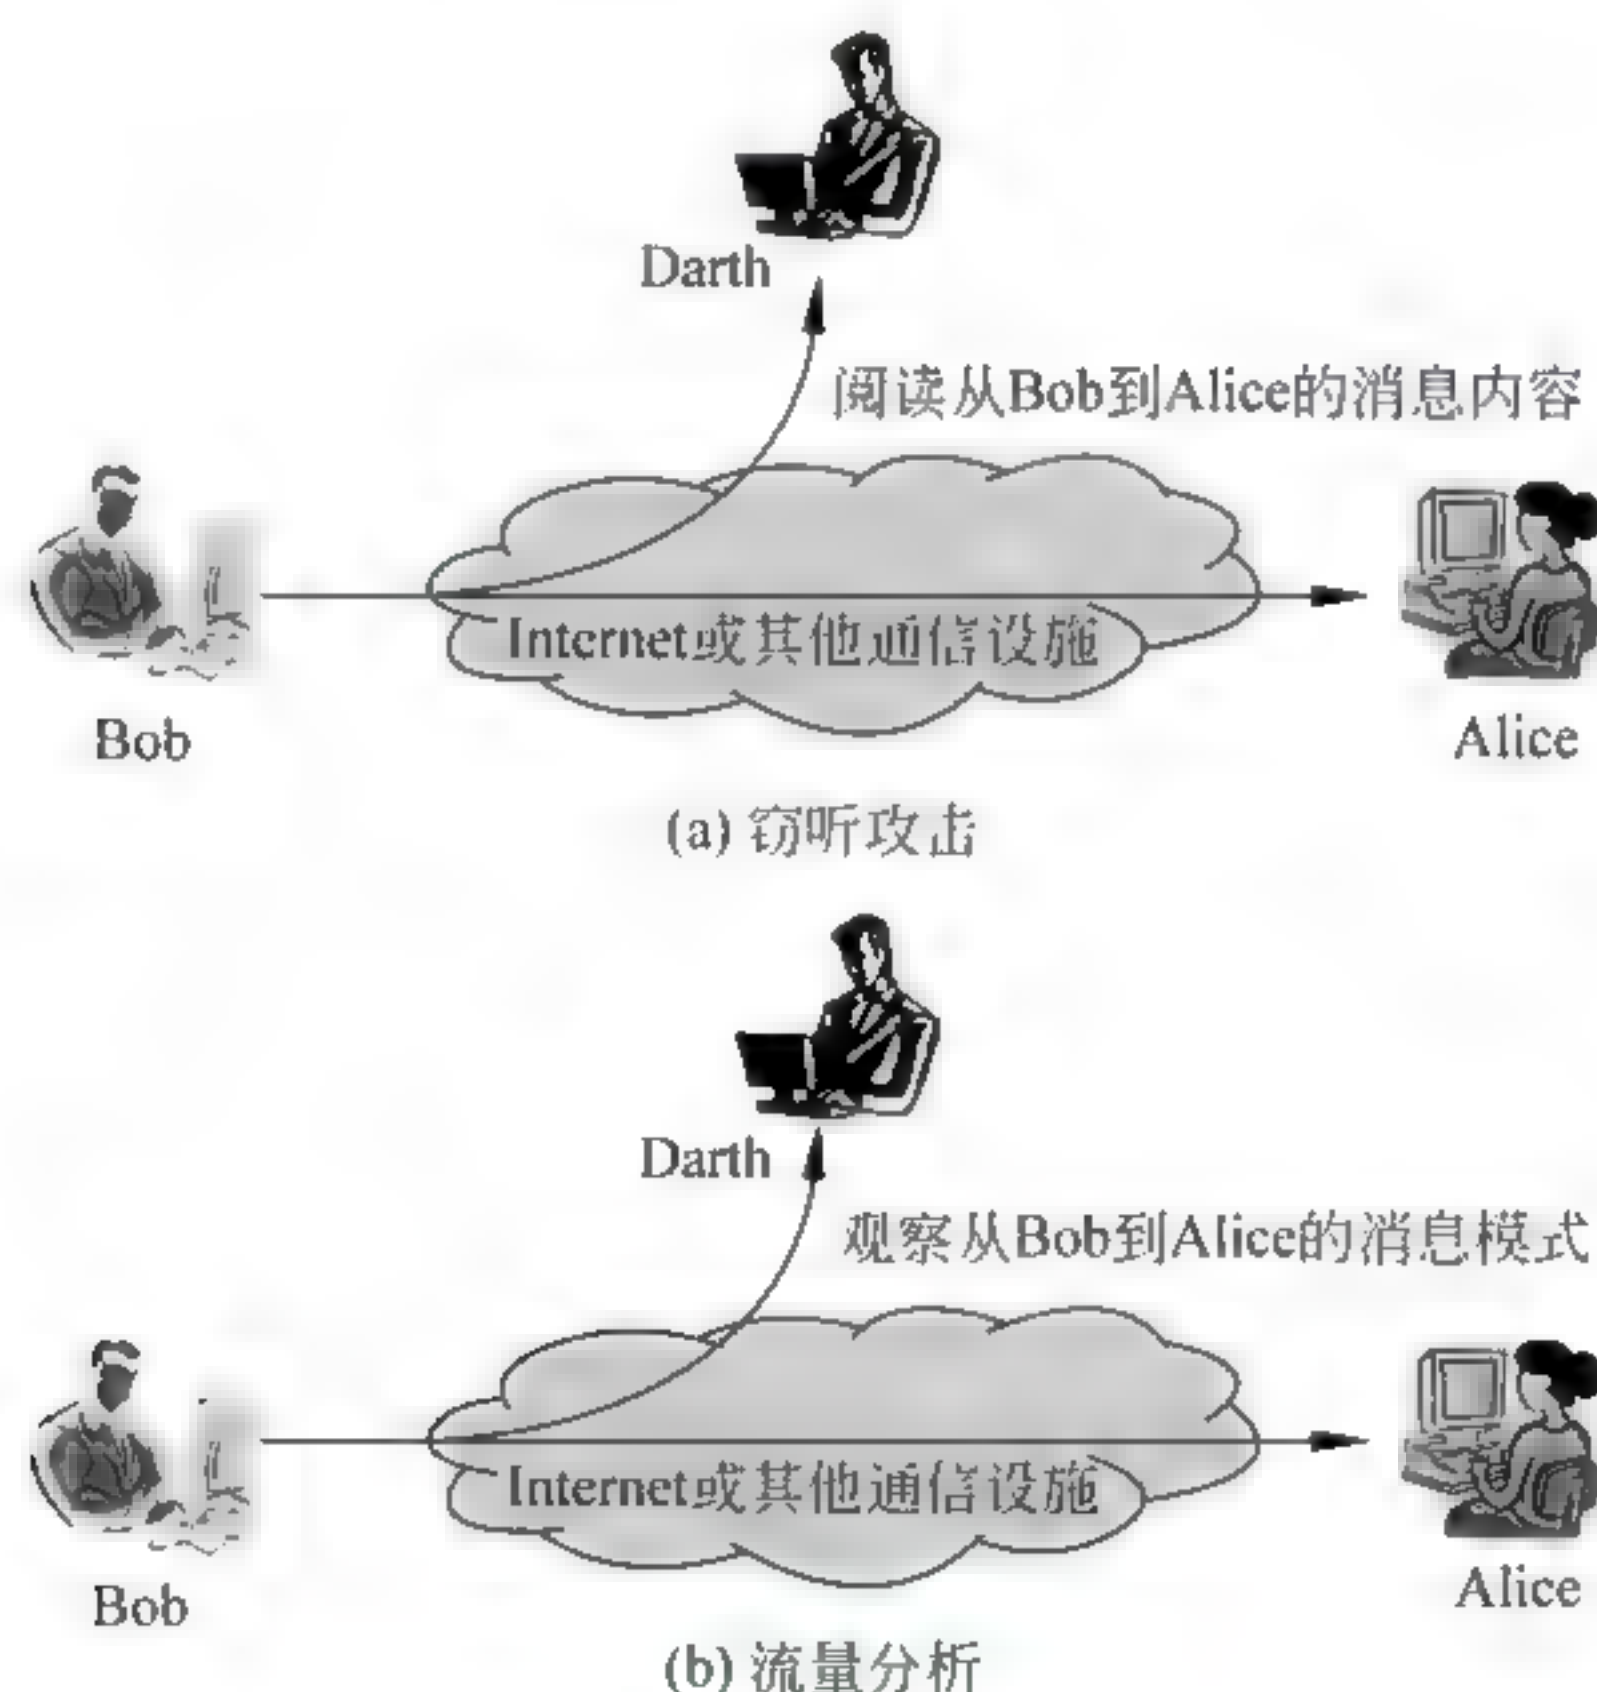 Darth
阅读从Bob到Alice的消息内容
Internet或其他通信设施
Bob
Alice
(a) 窃听攻击
Darth
观察从Bob到Alice的消息模式
Internet或其他通信设施
Bob
Alice
(b) 流量分析